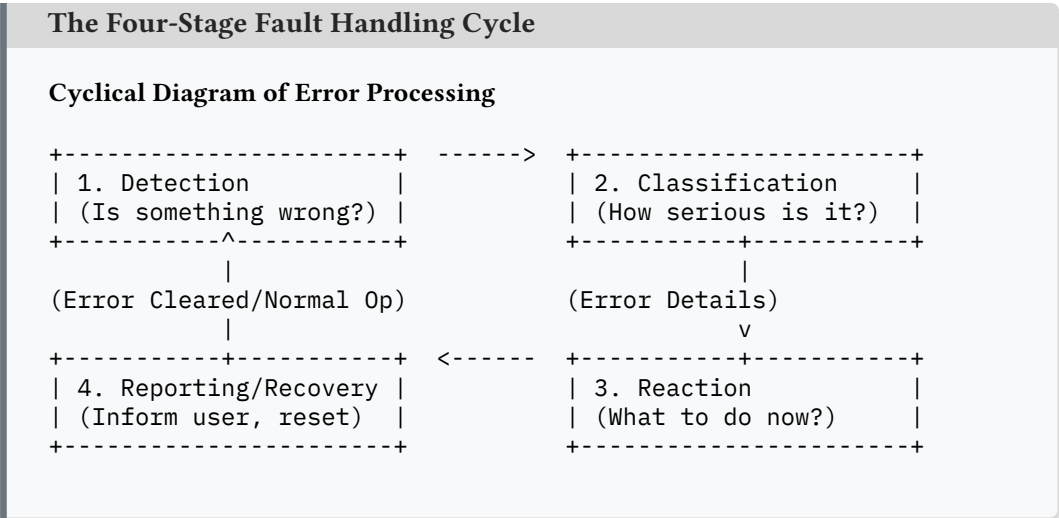 The Four-Stage Fault Handling Cycle
Cyclical Diagram of Error Processing
+-----------------------+  ------>  +-----------------------+
| 1. Detection          |           | 2. Classification     |
| (Is something wrong?) |           | (How serious is it?)  |
+-----------^-----------+           +-----------+-----------+
            |                                   |
(Error Cleared/Normal Op)           (Error Details)
            |                                   v
+-----------+-----------+  <------  +-----------+-----------+
| 4. Reporting/Recovery |           | 3. Reaction           |
| (Inform user, reset)  |           | (What to do now?)     |
+-----------------------+           +-----------------------+